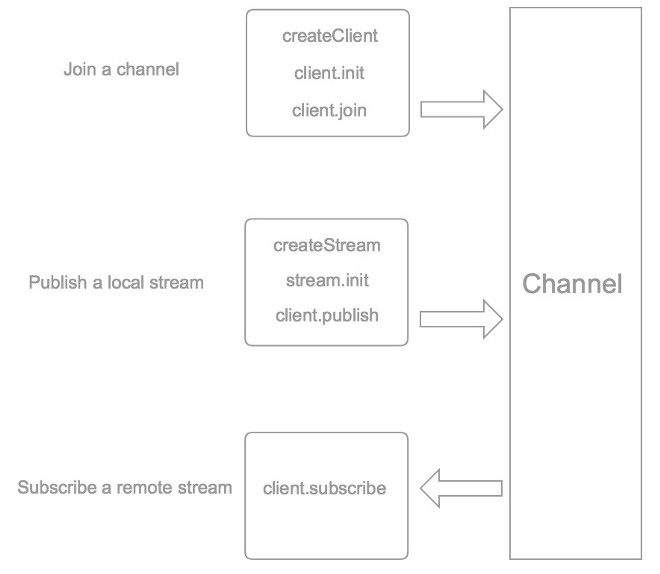 Join a channel
createClient
client.init
client.join
Publish a local stream
createStream
stream.init
client.publish
Channel
Subscribe a remote stream
client.subscribe